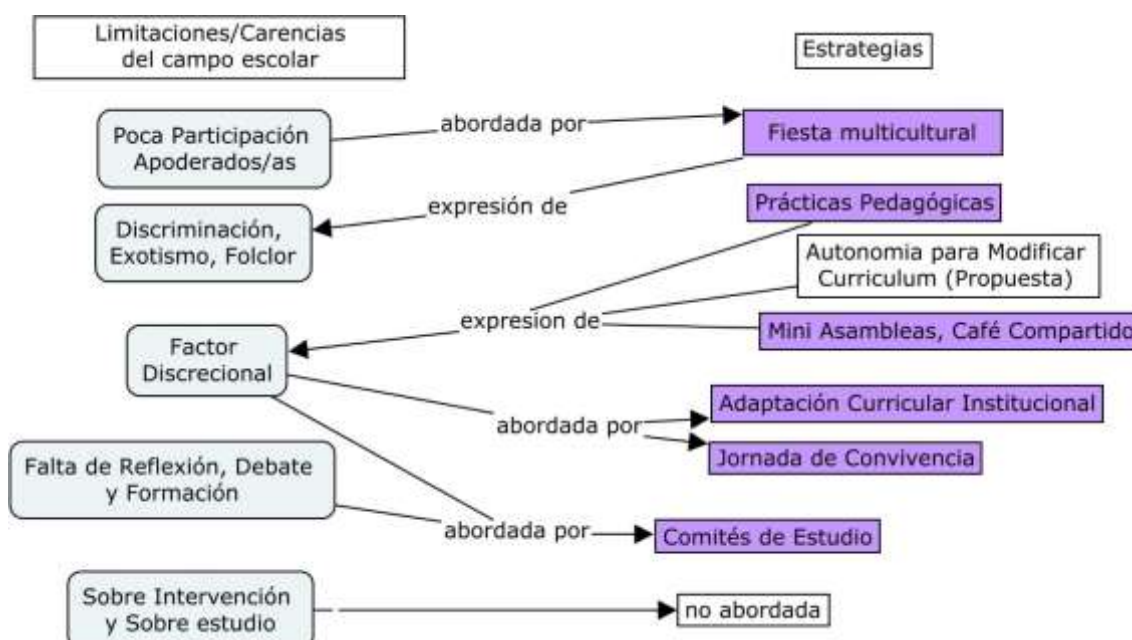 Limitaciones/Carencias
del campo escolar
Estrategias
Poca Participación
Apoderados/as
abordada por
Fiesta multicultural
Discriminación,
Exotismo, Folclor
expresión de
Prácticas Pedagógicas
Autonomia para Modificar
Curriculum (Propuesta)
expresion de
Mini Asambleas, Café Compartido
Factor
Discrecional
abordada por
Adaptación Curricular Institucional
Jornada de Convivencia
Falta de Reflexión, Debate
y Formación
abordada por
Comités de Estudio
Sobre Intervención
y Sobre estudio
no abordada